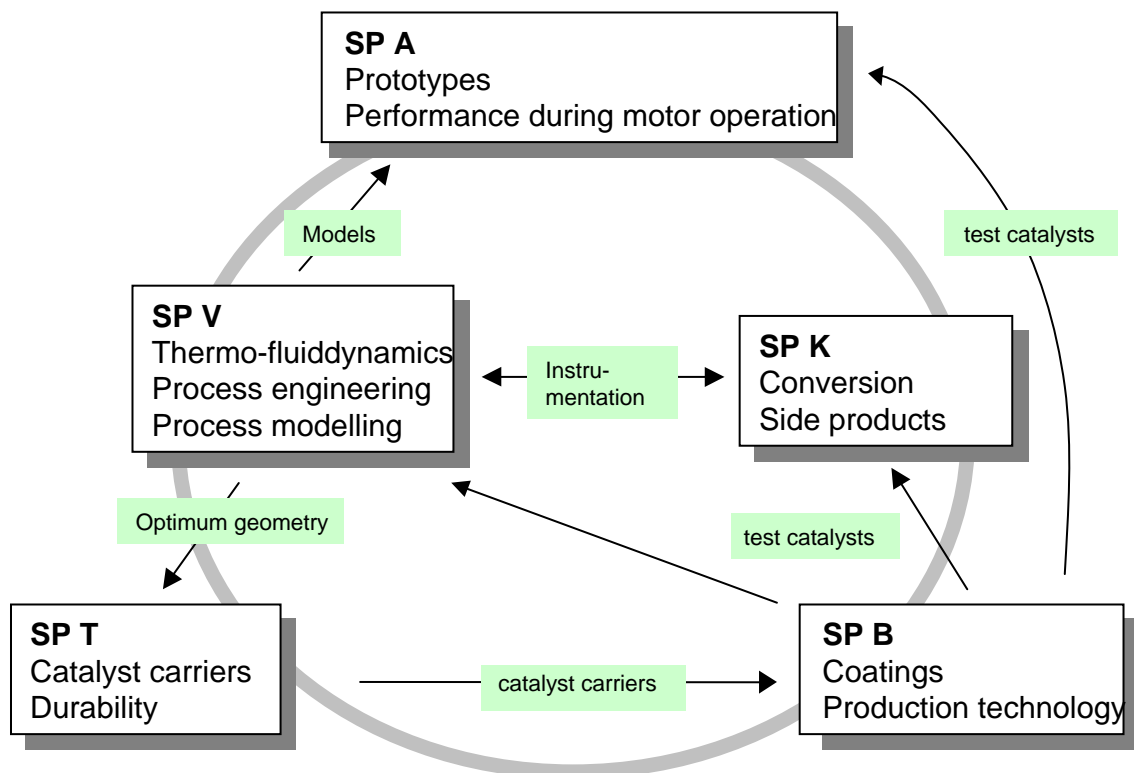 SP A
Prototypes
Performance during motor operation
Models
test catalysts
SP V
Thermo-fluiddynamics
Process engineering
Process modelling
Instru-
mentation
SP K
Conversion
Side products
Optimum geometry
test catalysts
SP T
Catalyst carriers
Durability
catalyst carriers
SP B
Coatings
Production technology